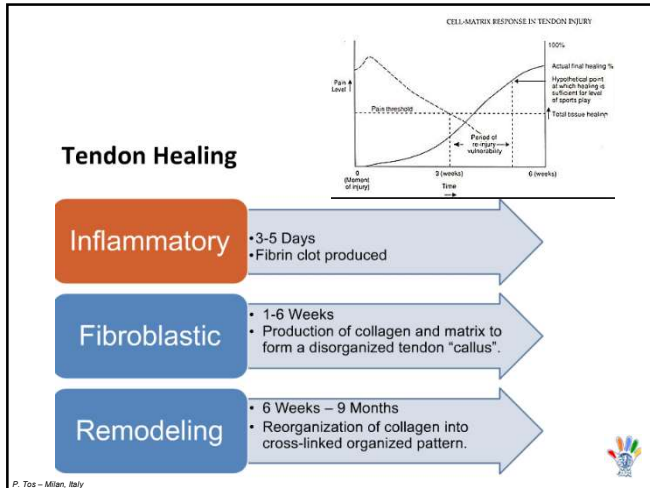 CELL-MATRIX RESPONSE IN TENDON INJURY
100%
Actual final healing %
Hypothetical point
at which healing is
sufficient for level
of sports play
Total tissue healing
Pain
Level
Pain threshold
Period of
re-injury
vulnerability
0
(Moment
of injury)
3 (weeks)
Time
6 (weeks)
Tendon Healing
Inflammatory
•3-5 Days
•Fibrin clot produced
Fibroblastic
• 1-6 Weeks
• Production of collagen and matrix to
form a disorganized tendon “callus”.
Remodeling
• 6 Weeks – 9 Months
• Reorganization of collagen into
cross-linked organized pattern.
P. Tos – Milan, Italy